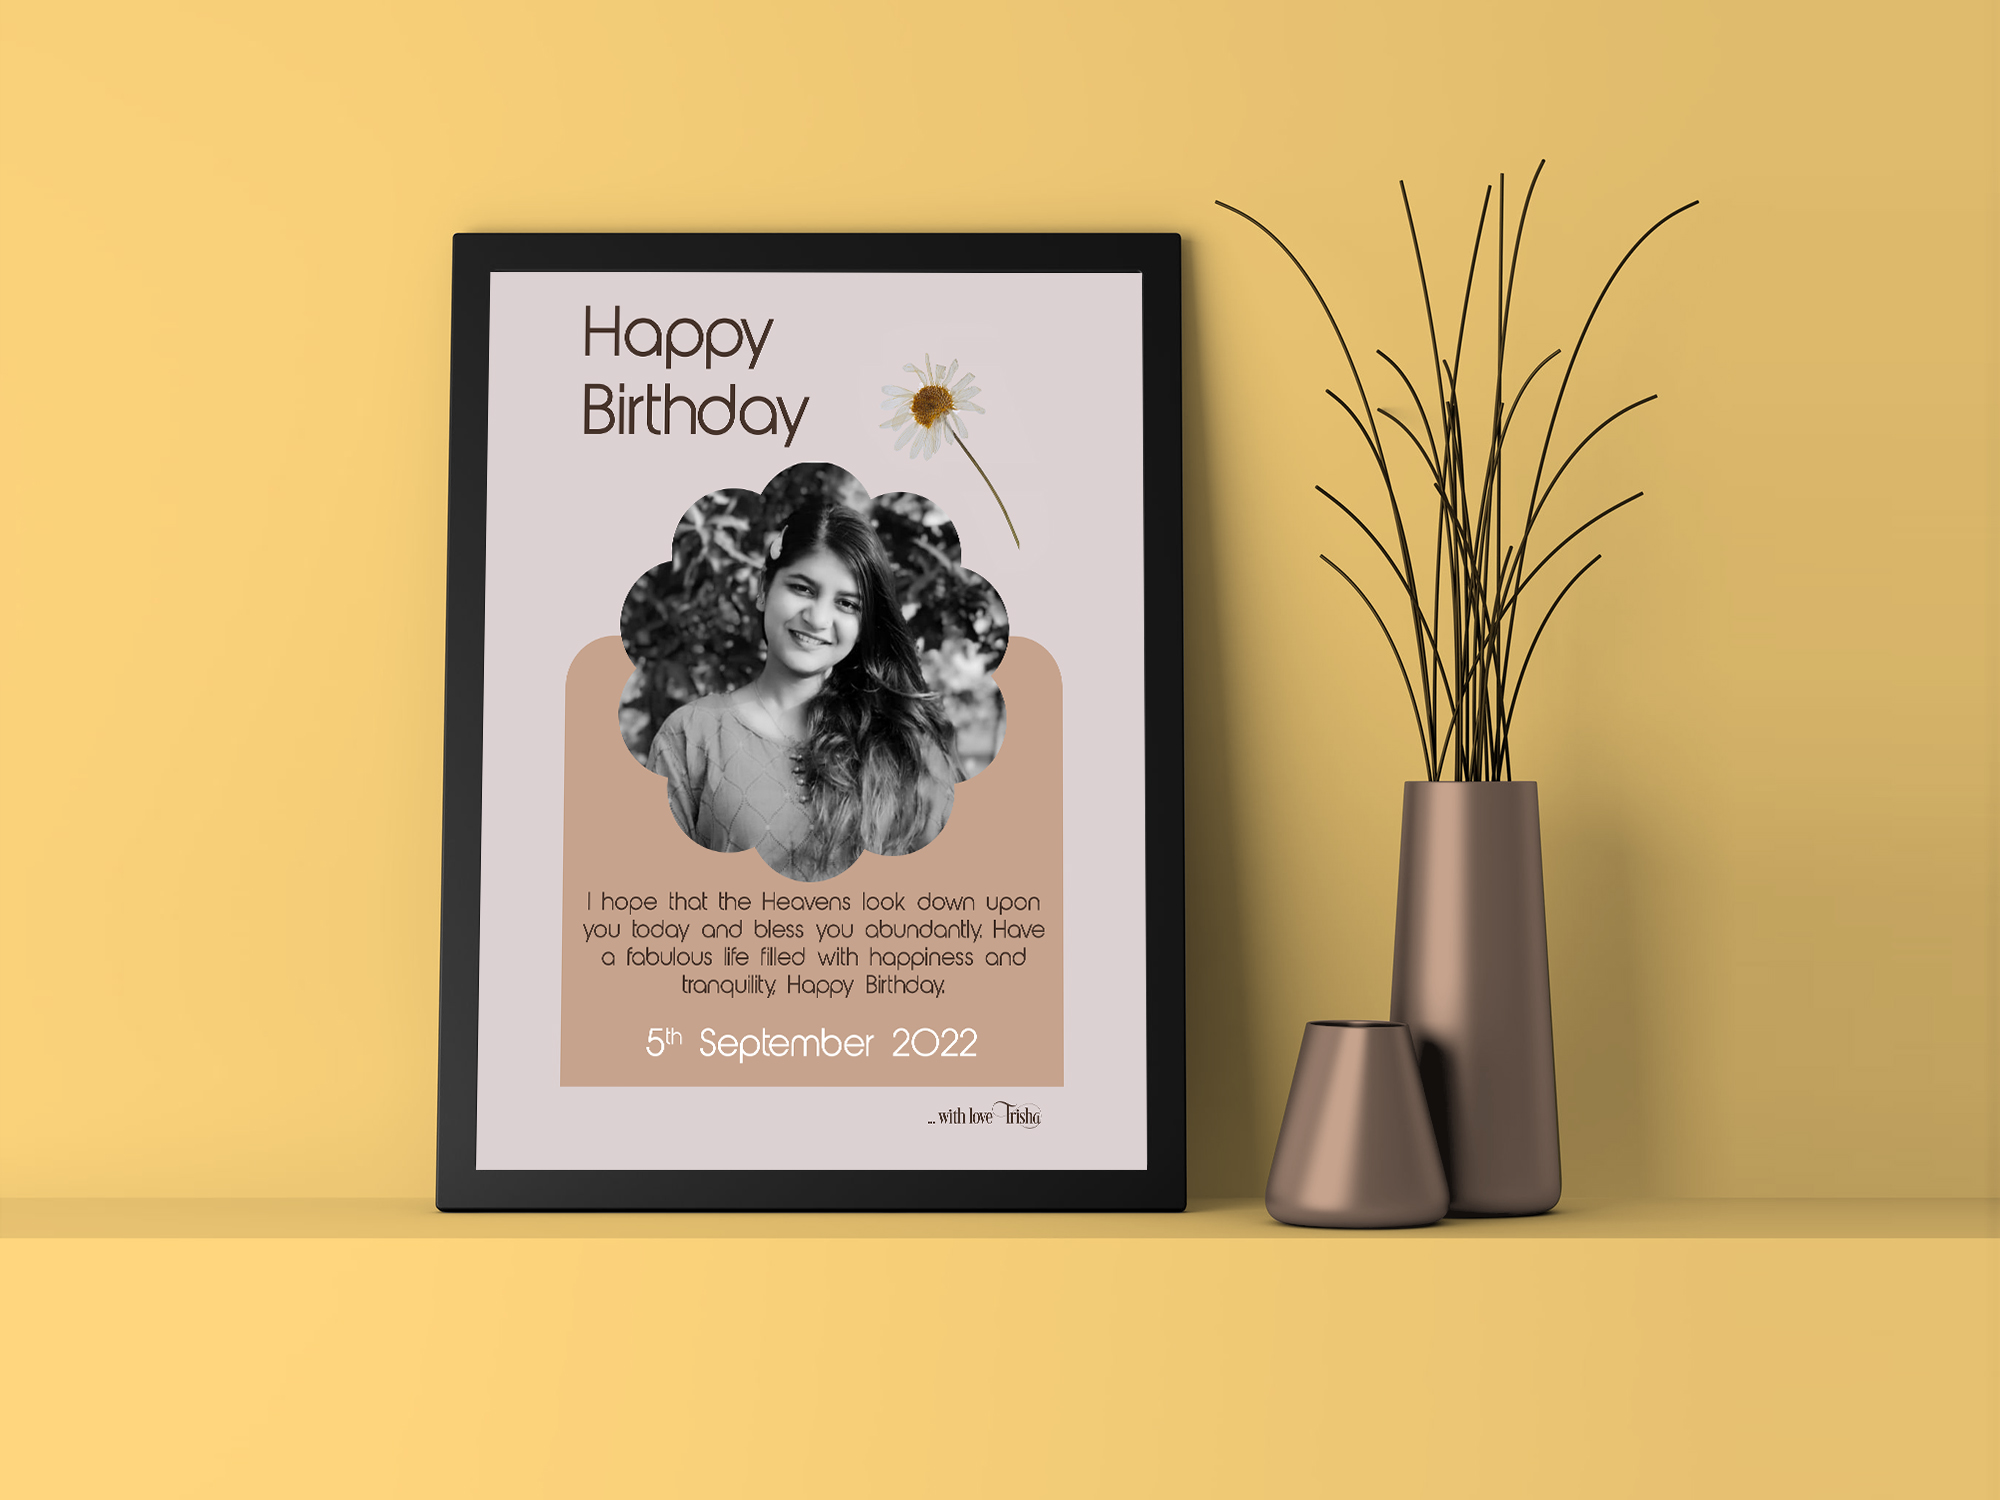 Happy
Birthday
I hope that the Heavens look down upon
you today and bless you abundantly. Have
a fabulous life filled with happiness and
tranquility, Happy Birthday.
5th September 2022
... with love Trisha